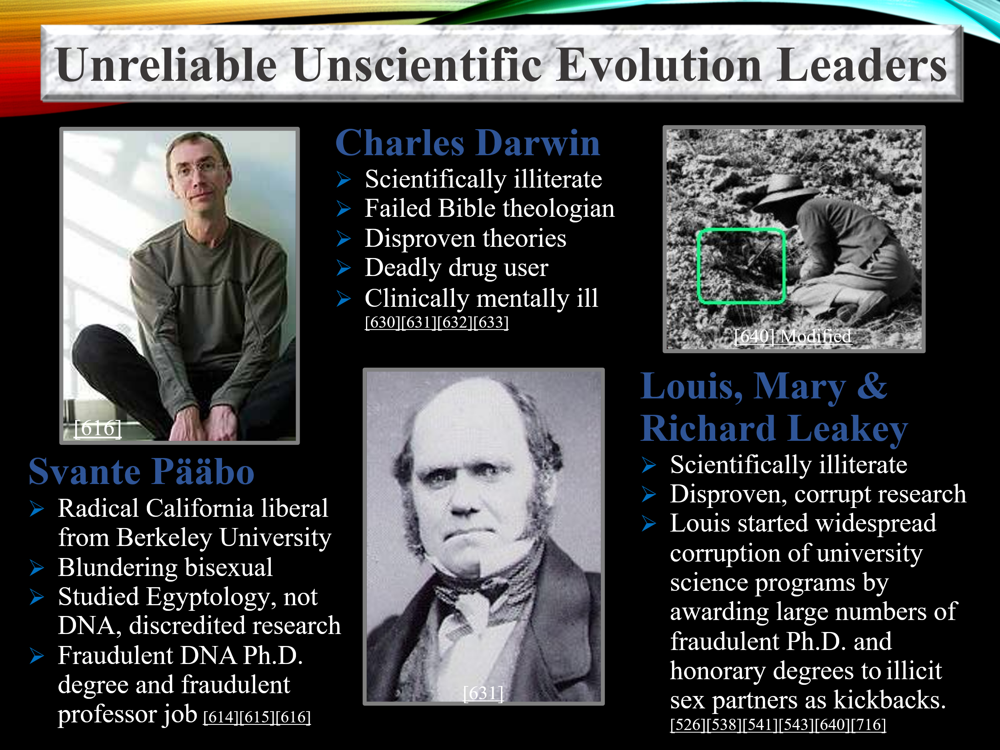 Unreliable Unscientific Evolution Leaders
[616]
Svante Pääbo
Radical California liberal
from Berkeley University
Blundering bisexual
Studied Egyptology, not
DNA, discredited research
Fraudulent DNA Ph.D.
degree and fraudulent
professor job [614][615][616]
Charles Darwin
Scientifically illiterate
Failed Bible theologian
Disproven theories
Deadly drug user
Clinically mentally ill
[630][631][632][633]
[631]
[640] Modified
Louis, Mary &
Richard Leakey
Scientifically illiterate
Disproven, corrupt research
Louis started widespread
corruption of university
science programs by
awarding large numbers of
fraudulent Ph.D. and
honorary degrees to illicit
sex partners as kickbacks.
[526][538][541][543][640][716]